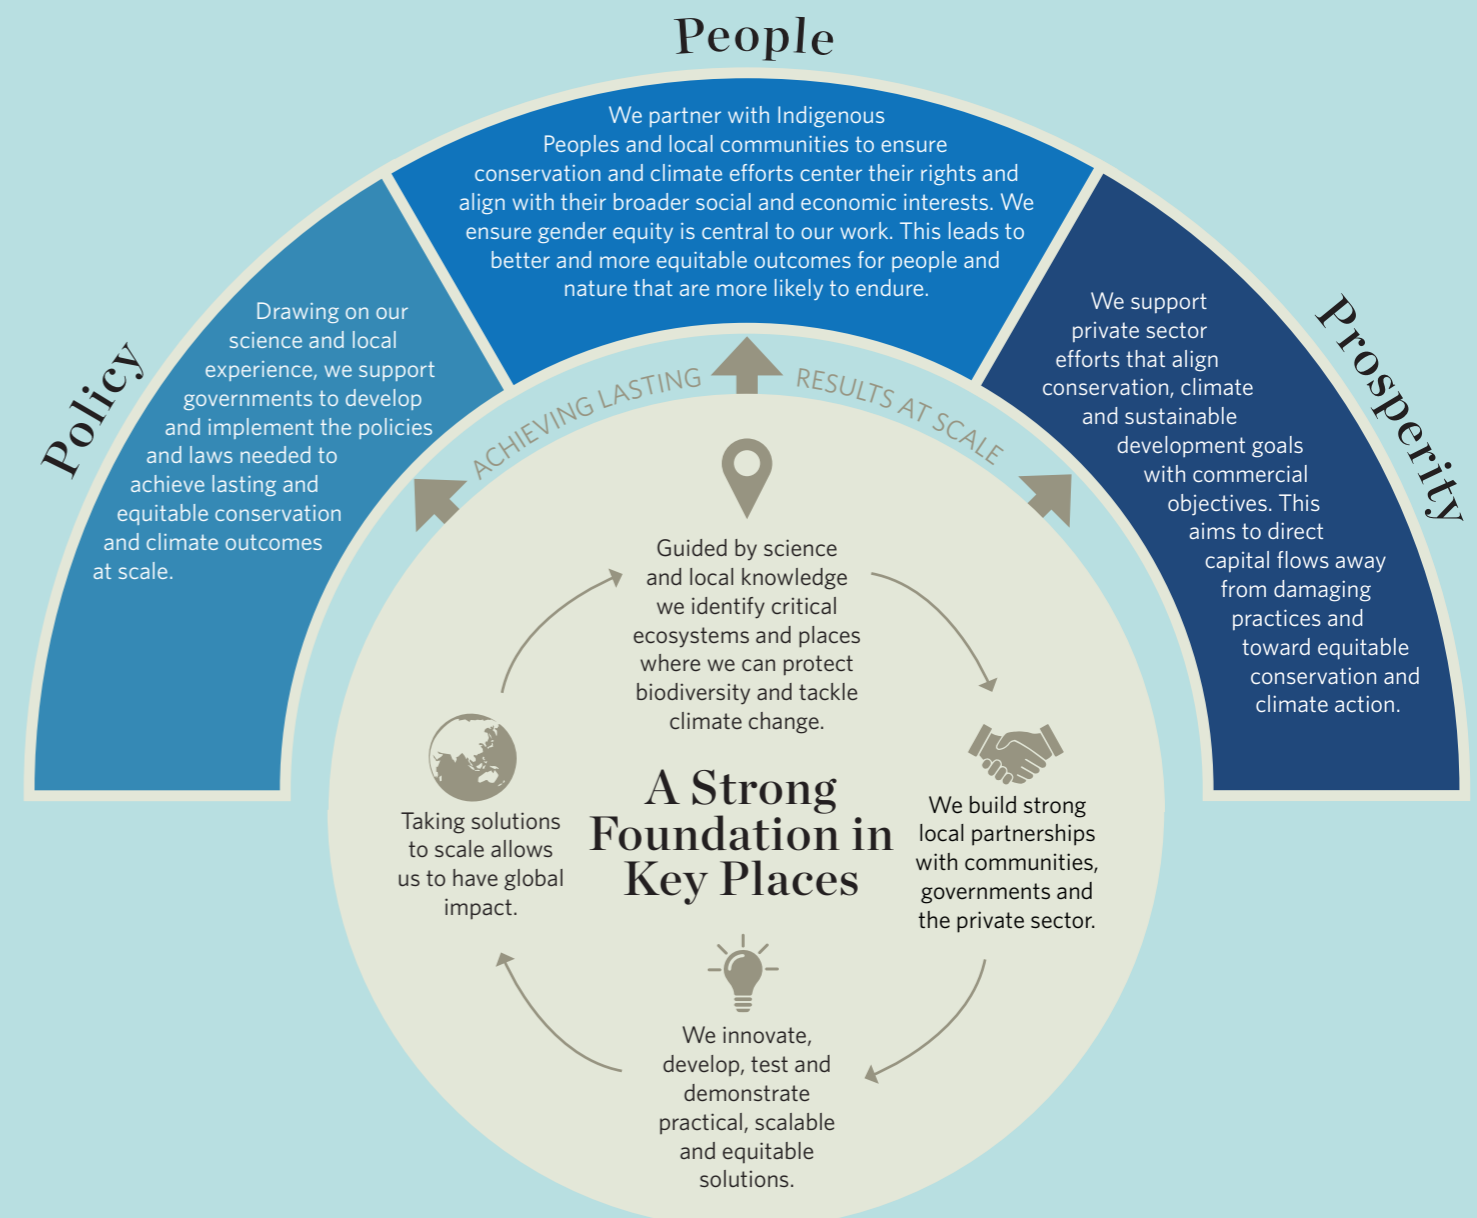 People
We partner with Indigenous
Peoples and local communities to ensure
conservation and climate efforts center their rights and
align with their broader social and economic interests. We
ensure gender equity is central to our work. This leads to
better and more equitable outcomes for people and
nature that are more likely to endure.
Policy
Drawing on our
science and local
experience, we support
governments to develop
and implement the policies
and laws needed to
achieve lasting and
equitable conservation
and climate outcomes
at scale.
Prosperity
We support
private sector
efforts that align
conservation, climate
and sustainable
development goals
with commercial
objectives. This
aims to direct
capital flows away
from damaging
practices and
toward equitable
conservation and
climate action.
ACHIEVING LASTING RESULTS AT SCALE
Guided by science
and local knowledge
we identify critical
ecosystems and places
where we can protect
biodiversity and tackle
climate change.
A Strong
Foundation in
Key Places
We build strong
local partnerships
with communities,
governments and
the private sector.
We innovate,
develop, test and
demonstrate
practical, scalable
and equitable
solutions.
Taking solutions
to scale allows
us to have global
impact.